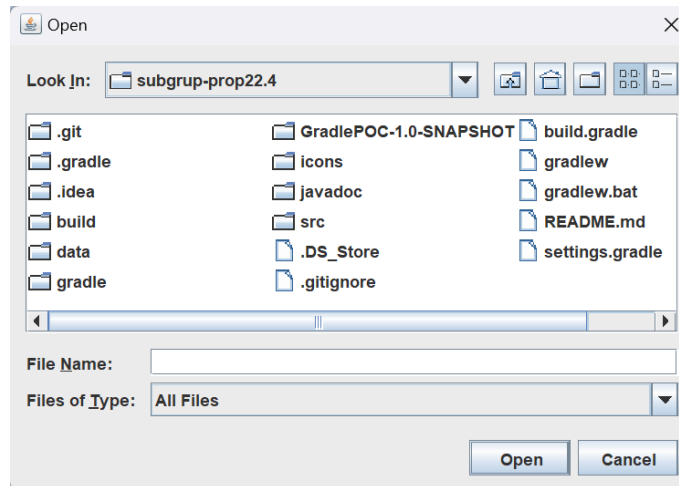 Open
Look In: subgrup-prop22.4
.git
.gradle
.idea
build
data
gradle
GradlePOC-1.0-SNAPSHOT
icons
javadoc
src
.DS_Store
.gitignore
build.gradle
gradlew
gradlew.bat
README.md
settings.gradle
File Name:
Files of Type: All Files
Open Cancel